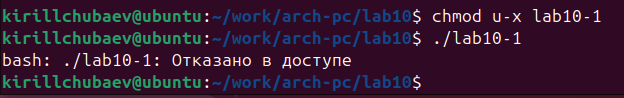 kirillchubaev@ubuntu:~/work/arch-pc/lab10$ chmod u-x lab10-1
kirillchubaev@ubuntu:~/work/arch-pc/lab10$ ./lab10-1
bash: ./lab10-1: Отказано в доступе
kirillchubaev@ubuntu:~/work/arch-pc/lab10$